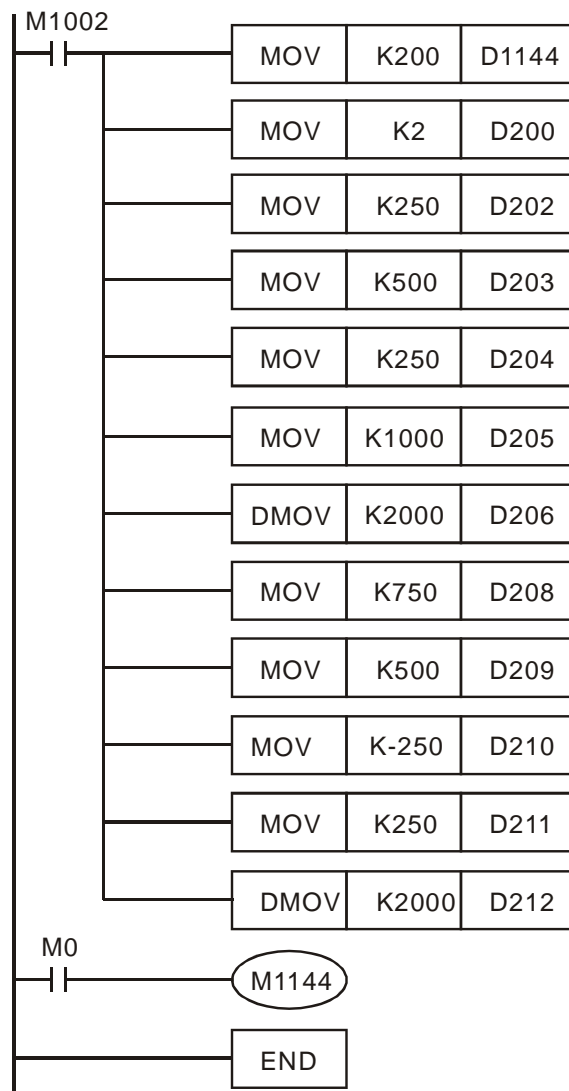 M1002
MOV K200 D1144
MOV K2 D200
MOV K250 D202
MOV K500 D203
MOV K250 D204
MOV K1000 D205
DMOV K2000 D206
MOV K750 D208
MOV K500 D209
MOV K-250 D210
MOV K250 D211
DMOV K2000 D212
M0
M1144
END